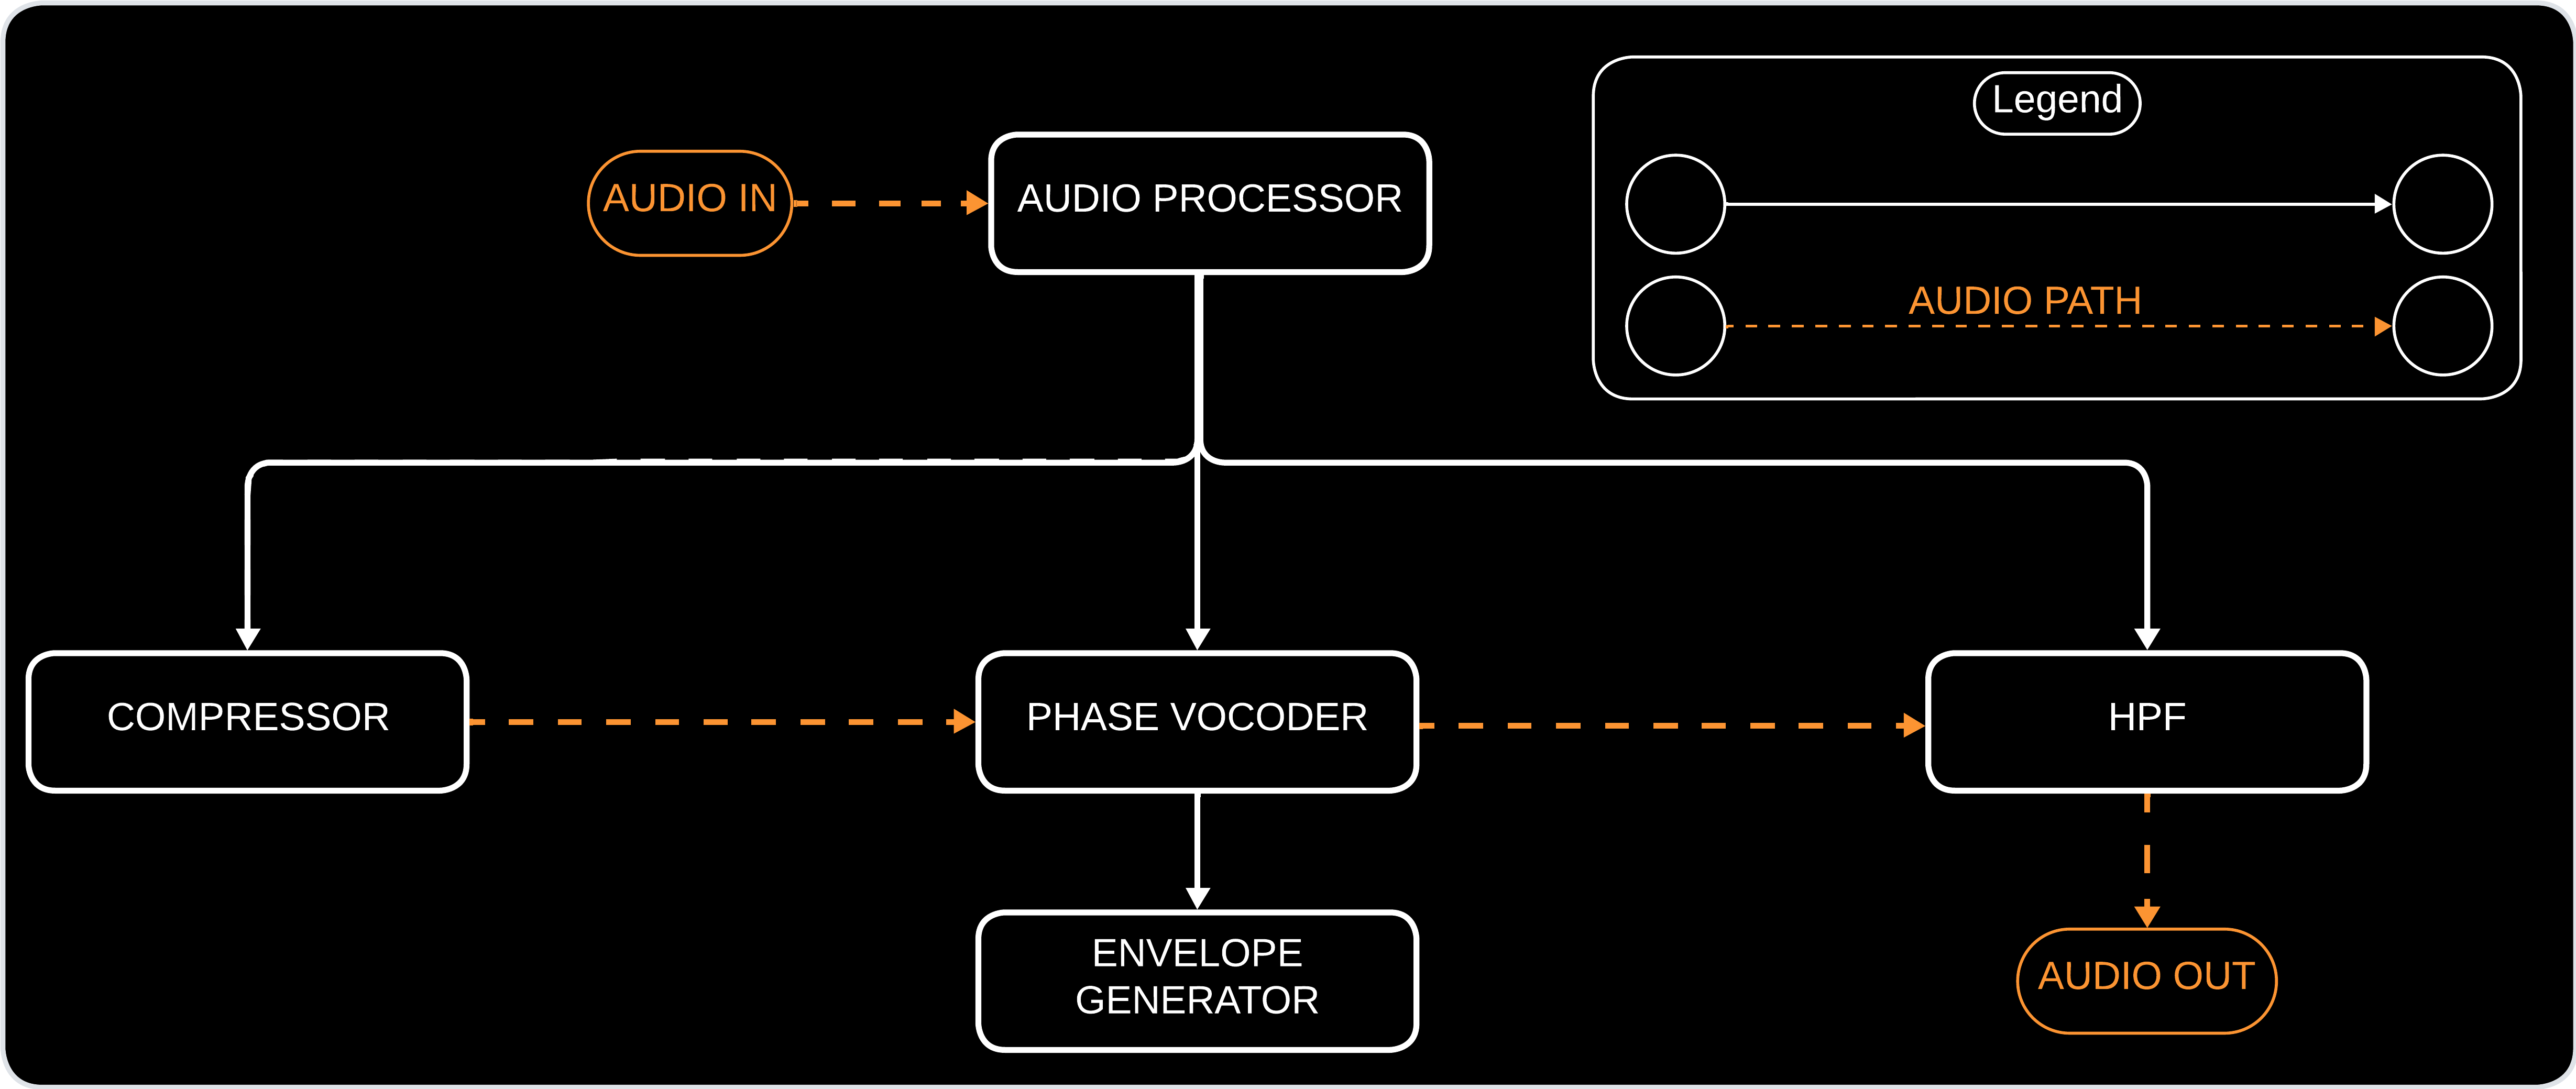 Legend
AUDIO IN
AUDIO PROCESSOR
AUDIO PATH
COMPRESSOR
PHASE VOCODER
HPF
ENVELOPE
GENERATOR
AUDIO OUT